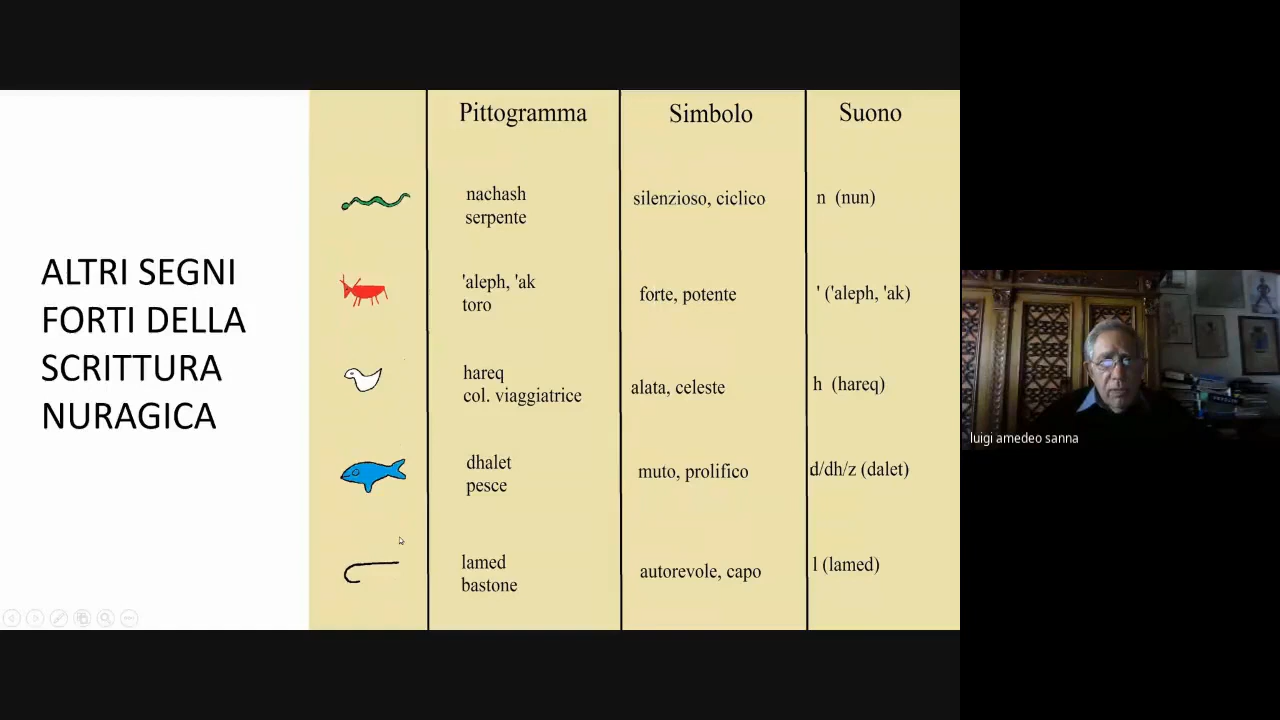 ALTRI SEGNI
FORTI DELLA
SCRITTURA
NURAGICA
Pittogramma Simbolo Suono
nachash
serpente
silenzioso, ciclico
n (nun)
'aleph, 'ak
toro
forte, potente
' ('aleph, 'ak)
hareq
col. viaggiatrice
alata, celeste
h (hareq)
dhalet
pesce
muto, prolifico
d/dh/z (dalet)
lamed
bastone
autorevole, capo
l (lamed)
luigi amedeo sanna